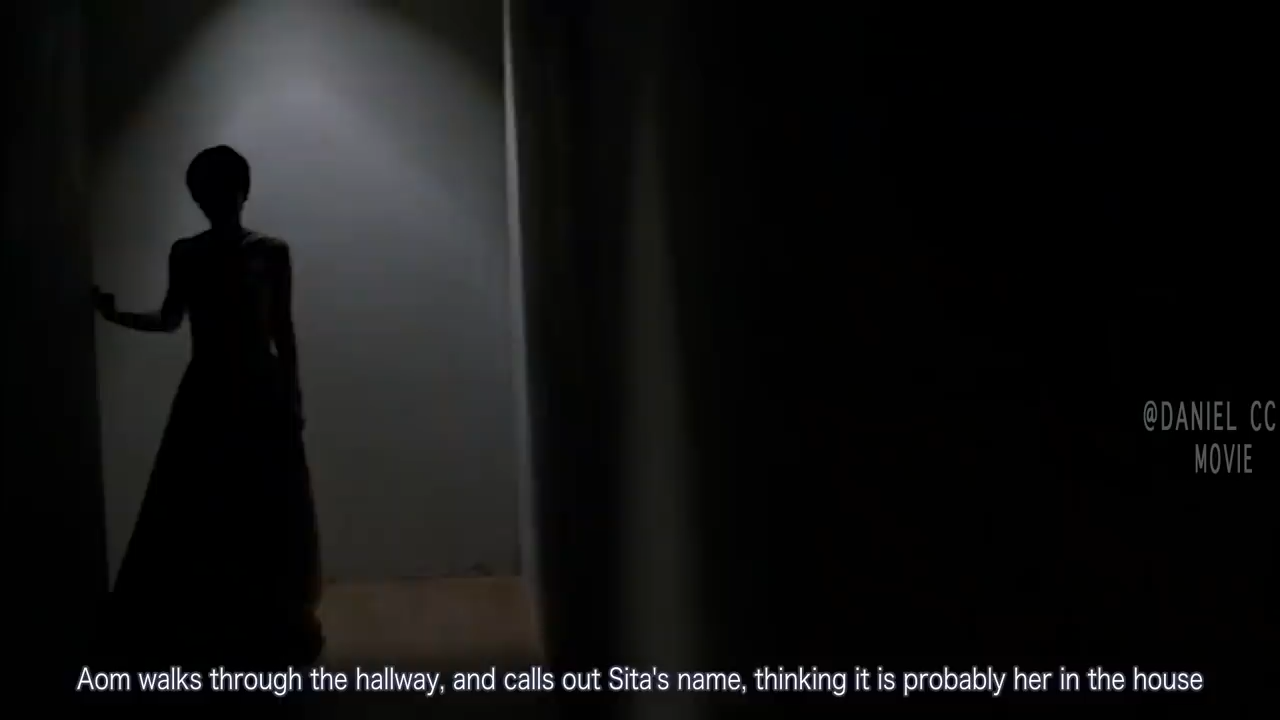 @DANIEL CC
MOVIE
Aom walks through the hallway, and calls out Sita's name, thinking it is probably her in the house